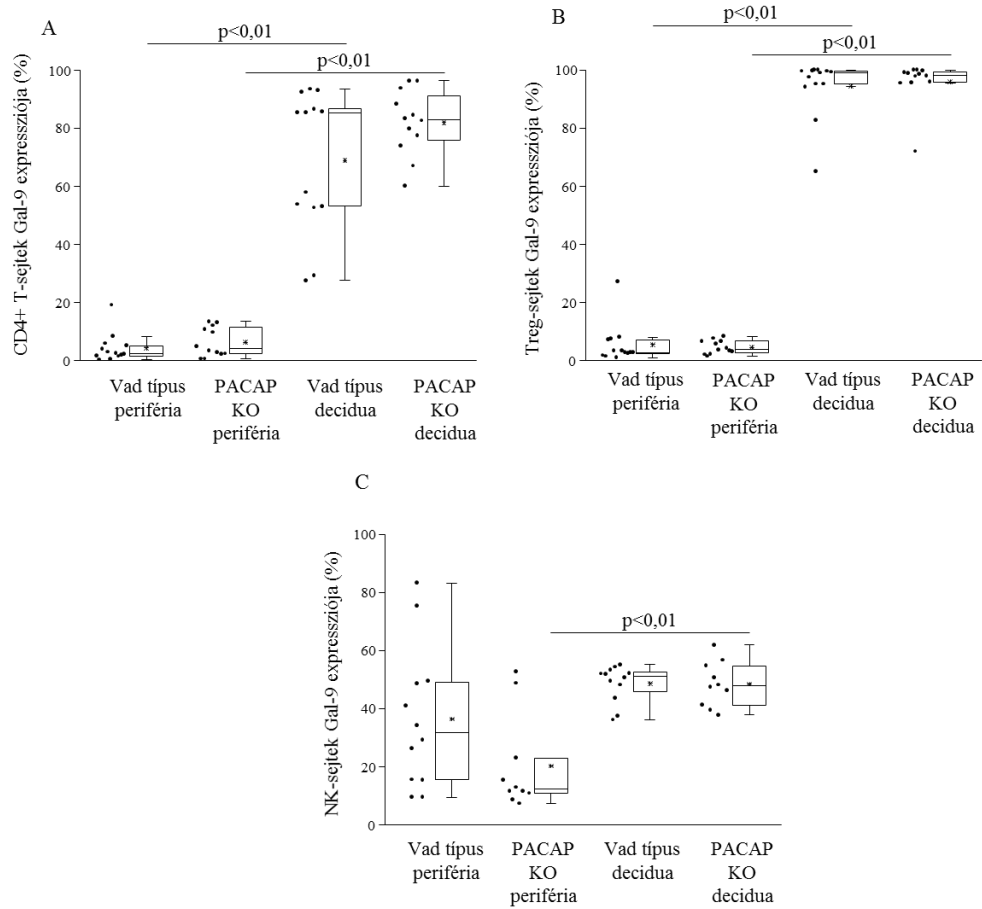 A
p<0,01
p<0,01
CD4+ T-sejtek Gal-9 expressziója (%)
100
80
60
40
20
0
Vad típus
periféria
PACAP
KO
periféria
Vad típus
decidua
PACAP
KO
decidua
B
p<0,01
p<0,01
Treg-sejtek Gal-9 expressziója (%)
100
80
60
40
20
0
Vad típus
periféria
PACAP
KO
periféria
Vad típus
decidua
PACAP
KO
decidua
C
p<0,01
NK-sejtek Gal-9 expressziója (%)
100
80
60
40
20
0
Vad típus
periféria
PACAP
KO
periféria
Vad típus
decidua
PACAP
KO
decidua